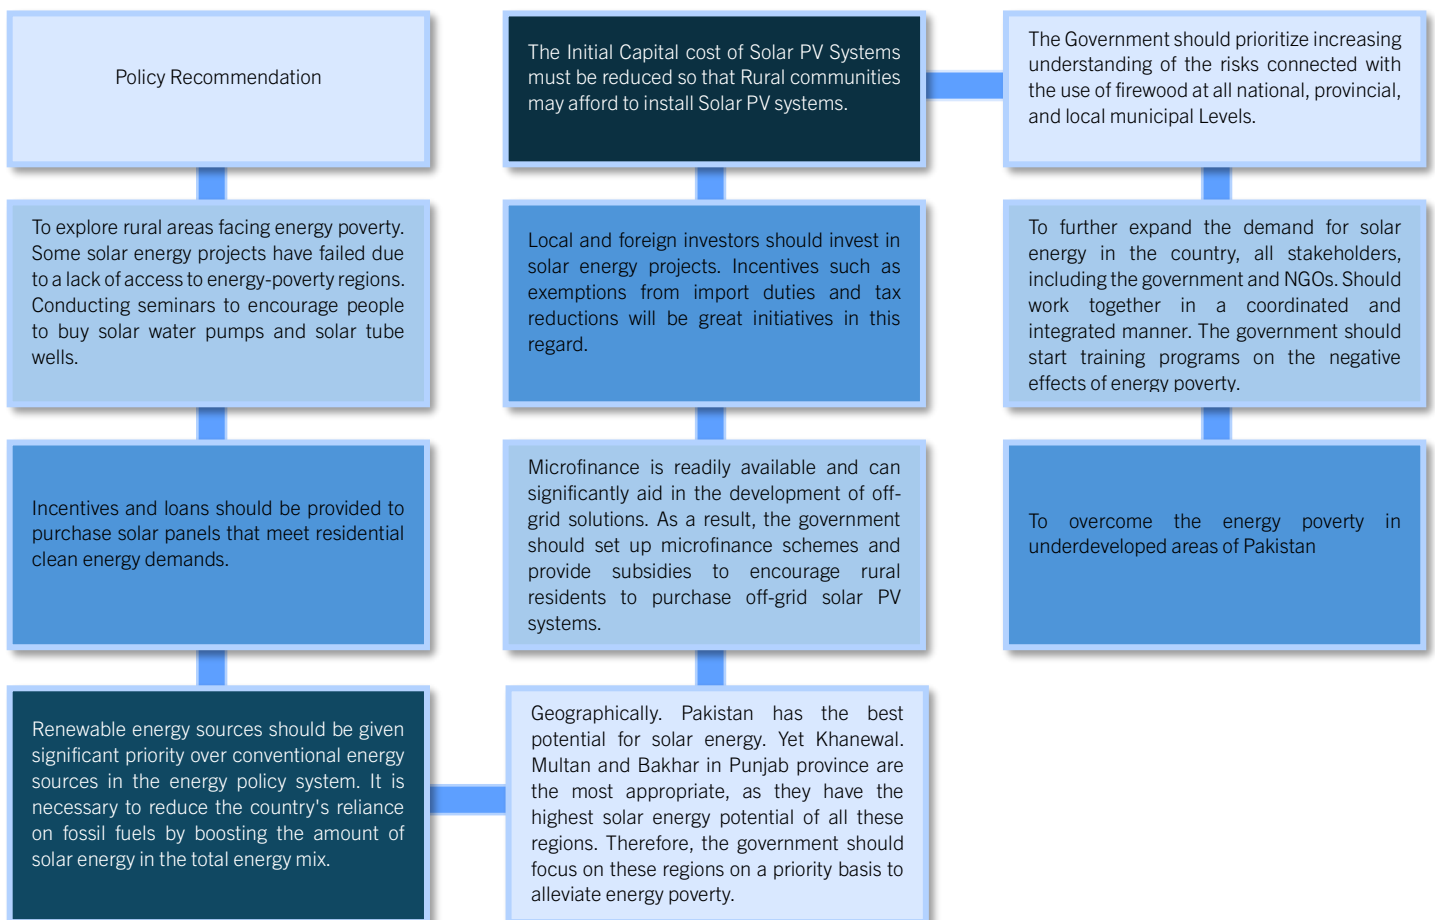 Policy Recommendation
To explore rural areas facing energy poverty.
Some solar energy projects have failed due
to a lack of access to energy-poverty regions.
Conducting seminars to encourage people
to buy solar water pumps and solar tube
wells.
Incentives and loans should be provided to
purchase solar panels that meet residential
clean energy demands.
Renewable energy sources should be given
significant priority over conventional energy
sources in the energy policy system. It is
necessary to reduce the country's reliance
on fossil fuels by boosting the amount of
solar energy in the total energy mix.
Geographically. Pakistan has the best
potential for solar energy. Yet Khanewal.
Multan and Bakhar in Punjab province are
the most appropriate, as they have the
highest solar energy potential of all these
regions. Therefore, the government should
focus on these regions on a priority basis to
alleviate energy poverty.
Microfinance is readily available and can
significantly aid in the development of off-
grid solutions. As a result, the government
should set up microfinance schemes and
provide subsidies to encourage rural
residents to purchase off-grid solar PV
systems.
Local and foreign investors should invest in
solar energy projects. Incentives such as
exemptions from import duties and tax
reductions will be great initiatives in this
regard.
The Initial Capital cost of Solar PV Systems
must be reduced so that Rural communities
may afford to install Solar PV systems.
The Government should prioritize increasing
understanding of the risks connected with
the use of firewood at all national, provincial,
and local municipal Levels.
To further expand the demand for solar
energy in the country, all stakeholders,
including the government and NGOs. Should
work together in a coordinated and
integrated manner. The government should
start training programs on the negative
effects of energy poverty.
To overcome the energy poverty in
underdeveloped areas of Pakistan